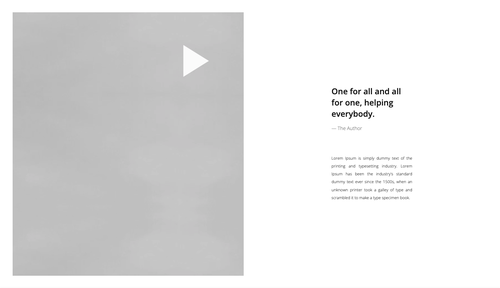 One for all and all
for one, helping
everybody.
— The Author
Lorem Ipsum is simply dummy text of the
printing and typesetting industry. Lorem
Ipsum has been the industry's standard
dummy text ever since the 1500s, when an
unknown printer took a galley of type and
scrambled it to make a type specimen book.